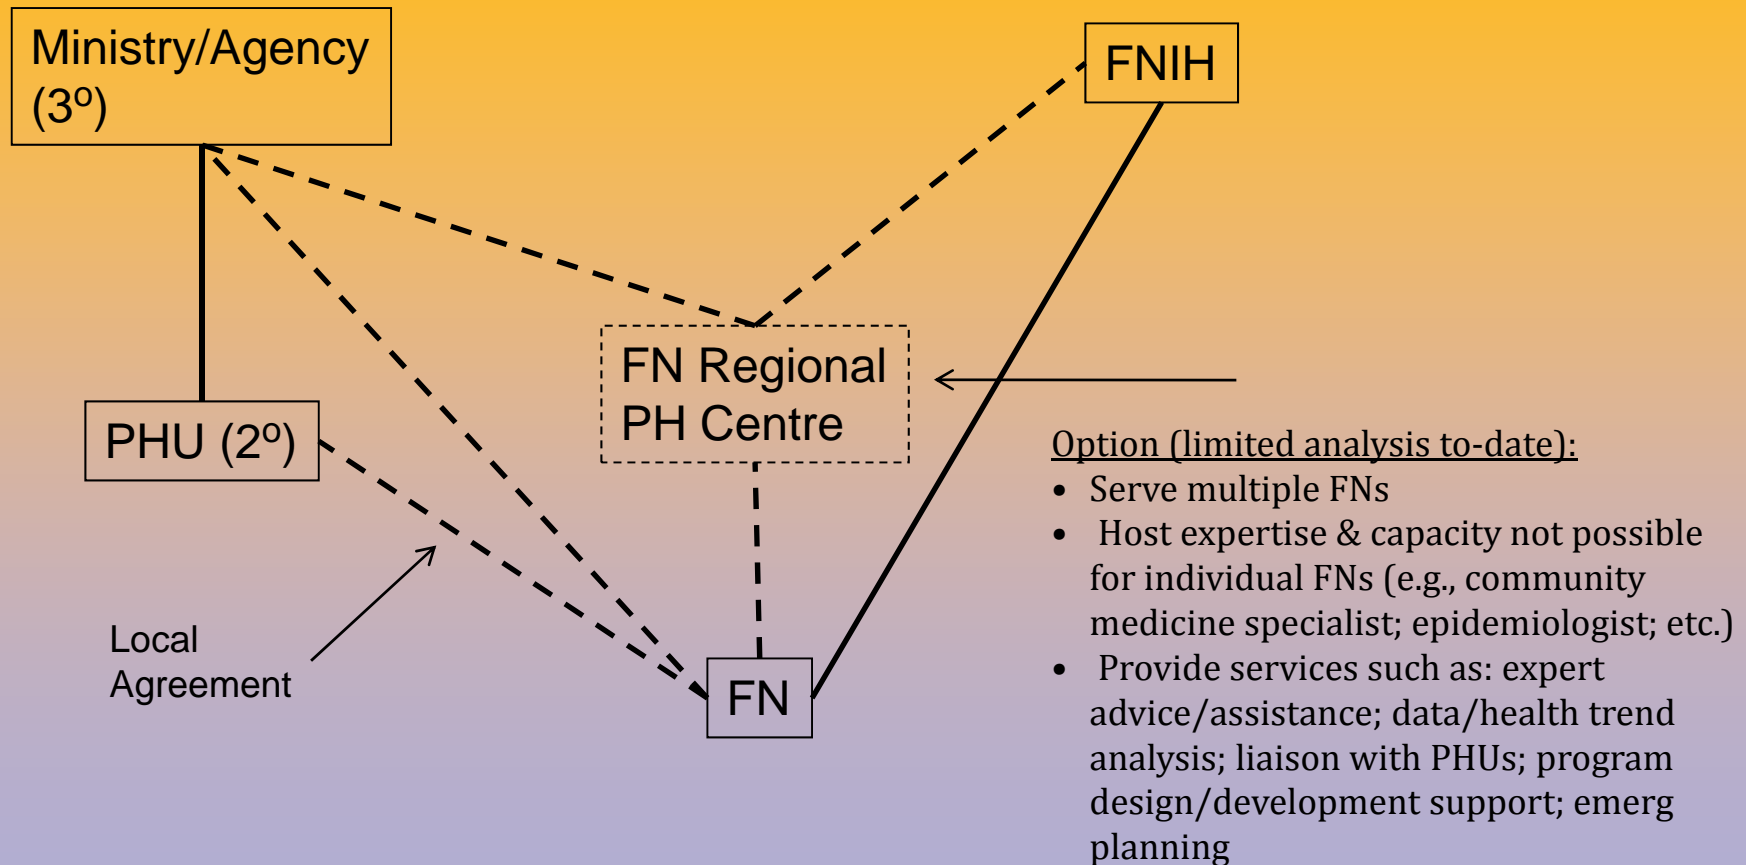 Ministry/Agency
(3º)
FNIH
FN Regional
PH Centre
PHU (2º)
Local
Agreement
FN
Option (limited analysis to-date):
• Serve multiple FNs
• Host expertise & capacity not possible
for individual FNs (e.g., community
medicine specialist; epidemiologist; etc.)
• Provide services such as: expert
advice/assistance; data/health trend
analysis; liaison with PHUs; program
design/development support; emerg
planning